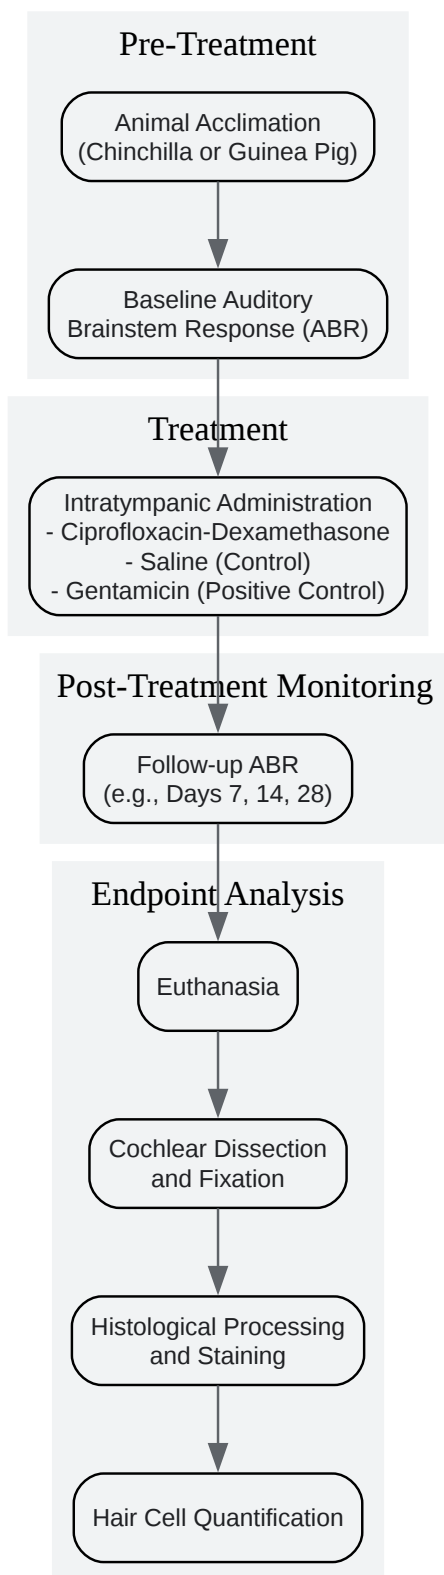 Pre-Treatment
Animal Acclimation
(Chinchilla or Guinea Pig)
Baseline Auditory
Brainstem Response (ABR)
Treatment
Intratympanic Administration
- Ciprofloxacin-Dexamethasone
- Saline (Control)
- Gentamicin (Positive Control)
Post-Treatment Monitoring
Follow-up ABR
(e.g., Days 7, 14, 28)
Endpoint Analysis
Euthanasia
Cochlear Dissection
and Fixation
Histological Processing
and Staining
Hair Cell Quantification